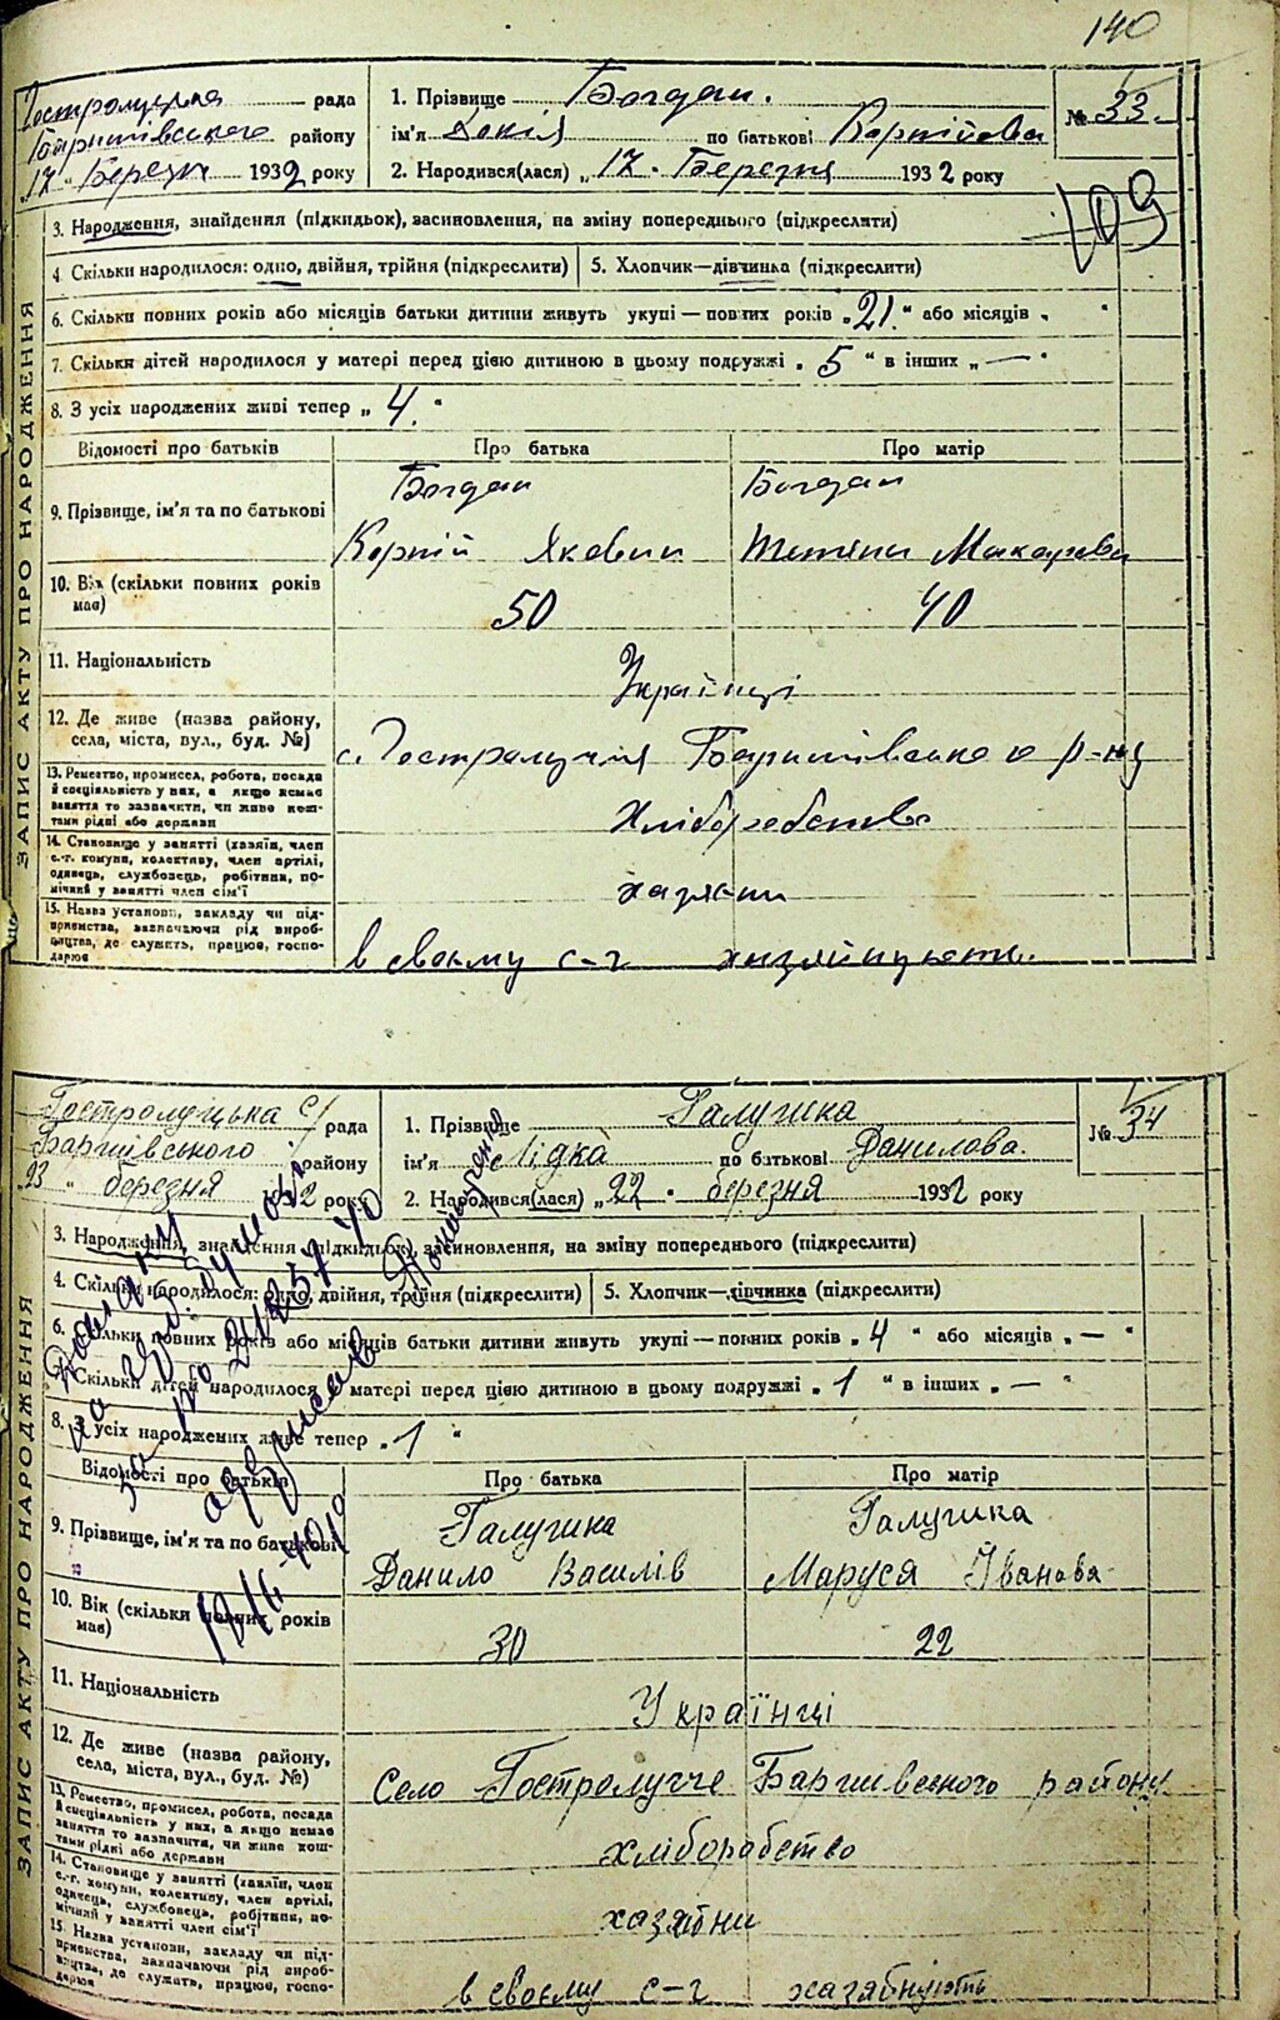 140
Гостролуцька рада
Баришівського району
"17" Березня 1932 року
1. Прізвище Богдан.
ім'я Докія по батькові Корніївна
2. Народився(лася) „17" Березня 1932 року
№ 33
109
ЗАПИС АКТУ ПРО НАРОДЖЕННЯ
3. Народження, знайдення (підкидьок), засиновлення, на зміну попереднього (підкреслити)
4. Скільки народилося: одно, двійня, трійня (підкреслити) 5. Хлопчик—дівчинка (підкреслити)
6. Скільки повних років або місяців батьки дитини живуть укупі — повних років „21" або місяців „ "
7. Скільки дітей народилося у матері перед цією дитиною в цьому подружжі „5" в інших „—"
8. З усіх народжених живі тепер „4."
Відомості про батьків Про батька Про матір
9. Прізвище, ім'я та по батькові
Богдан Богдан
Корній Якович Тетяна Макарова
10. Вік (скільки повних років має)
50 40
11. Національність
Українці
12. Де живе (назва району, села, міста, вул., буд. №)
с. Гостролуччя Баришівського р-ну
13. Ремество, промисел, робота, посада й спеціяльність у них, а якщо немає заняття то зазначити, чи живе коштами рідні або держави
Хліборобство
14. Становище у занятті (хазяїн, член с.-г. комуни, колективу, член артілі, одинець, службовець, робітник, помічний у занятті член сім'ї
хазяїни
15. Назва установи, закладу чи підприємства, зазначаючи рід виробництва, де служить, працює, господарює
в своєму с-г хазяйнують
Гостролуцька с/рада
Баришівського району
"23" березня 1932 року
1. Прізвище Галушка
ім'я Лідка по батькові Данилова.
2. Народився(лася) „22" березня 1932 року
№ 34
ЗАПИС АКТУ ПРО НАРОДЖЕННЯ
3. Народження, знайдення (підкидьок), засиновлення, на зміну попереднього (підкреслити)
4. Скільки народилося: одно, двійня, трійня (підкреслити) 5. Хлопчик—дівчинка (підкреслити)
6. Скільки повних років або місяців батьки дитини живуть укупі — повних років „4" або місяців „—"
7. Скільки дітей народилося у матері перед цією дитиною в цьому подружжі „1" в інших „—"
8. З усіх народжених живе тепер „1"
Відомості про батьків Про батька Про матір
9. Прізвище, ім'я та по батькові
Галушка Галушка
Данило Василів Маруся Іванова
10. Вік (скільки повних років має)
30 22
11. Національність
Українці
12. Де живе (назва району, села, міста, вул., буд. №)
Село Гостролучче Баришівського району
13. Ремество, промисел, робота, посада й спеціяльність у них, а якщо немає заняття то зазначити, чи живе коштами рідні або держави
хліборобство
14. Становище у занятті (хазяїн, член с.-г. комуни, колективу, член артілі, одинець, службовець, робітник, помічний у занятті член сім'ї
хазяїни
15. Назва установи, закладу чи підприємства, зазначаючи рід виробництва, де служить, працює, господарює
в своєму с-г хазяйнують